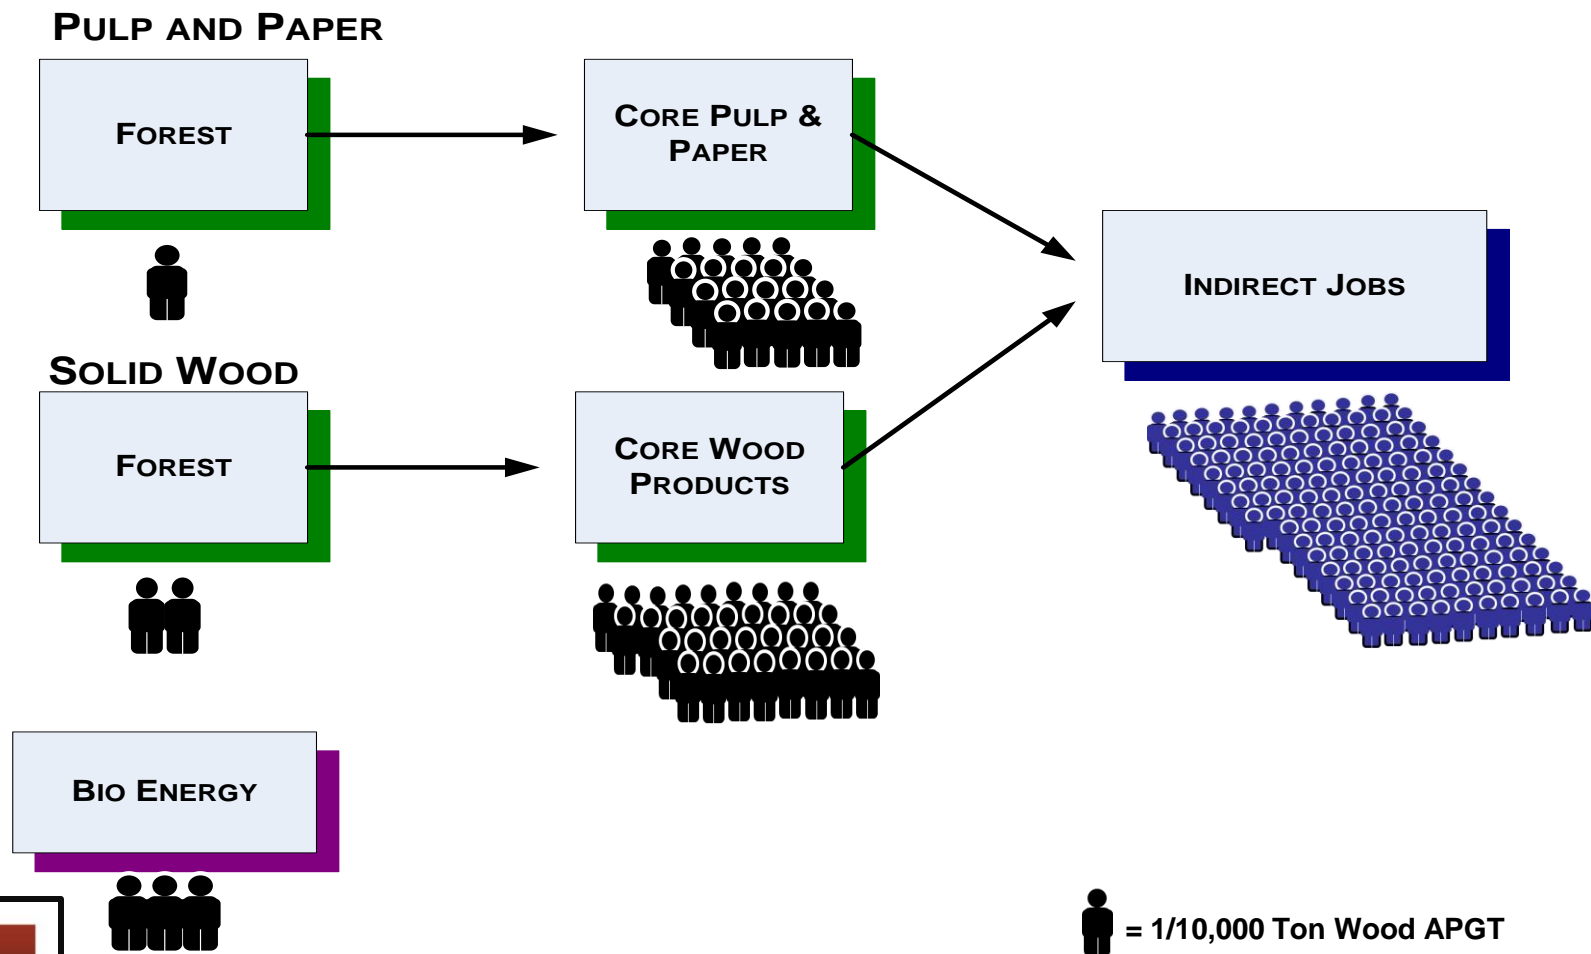 PULP AND PAPER
FOREST
CORE PULP &
PAPER
INDIRECT JOBS
SOLID WOOD
FOREST
CORE WOOD
PRODUCTS
BIO ENERGY
= 1/10,000 Ton Wood APGT